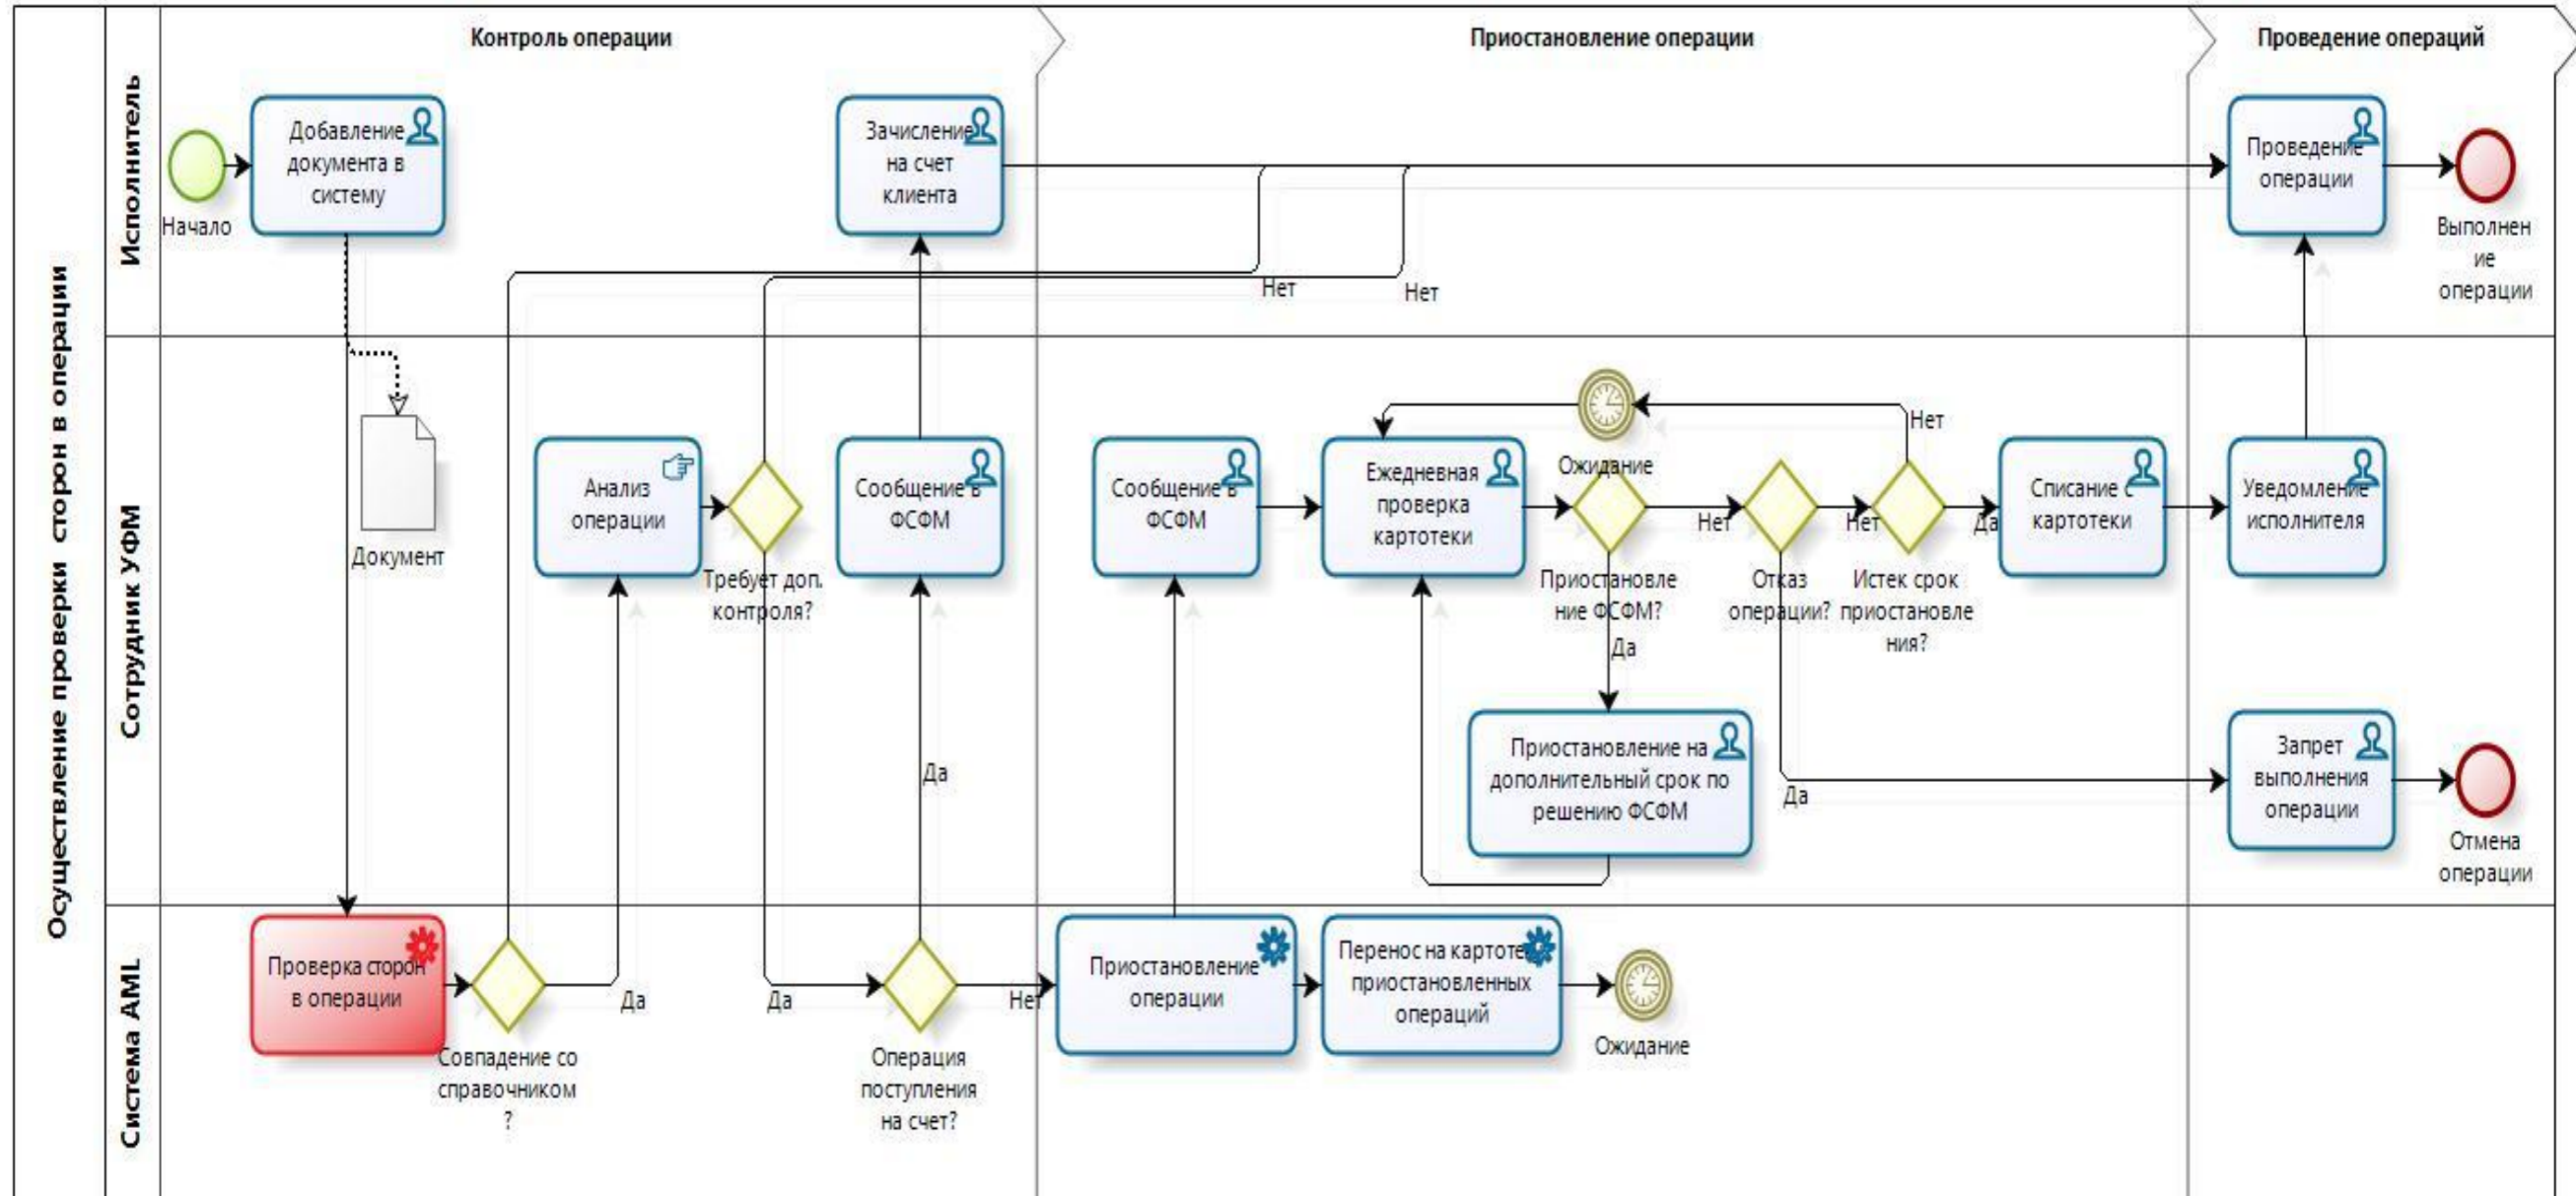 Осуществление проверки сторон в операции
Контроль операции
Приостановление операции
Проведение операций
Исполнитель
Начало
Добавление
документа в
систему
Зачисление
на счет
клиента
Проведение
операции
Выполнен
ие
операции
Нет
Нет
Сотрудник УФМ
Документ
Анализ
операции
Требует доп.
контроля?
Сообщение в
ФСФМ
Да
Сообщение в
ФСФМ
Ежедневная
проверка
картотеки
Ожидание
Приостановле
ние ФСФМ?
Нет
Да
Отказ
операции?
Нет
Да
Истек срок
приостановле
ния?
Нет
Да
Списание с
картотеки
Уведомление
исполнителя
Приостановление на
дополнительный срок по
решению ФСФМ
Запрет
выполнения
операции
Отмена
операции
Система AML
Проверка сторон
в операции
Совпадение со
справочником
?
Да
Да
Операция
поступления
на счет?
Нет
Приостановление
операции
Перенос на
приостановленных
операций
Ожидание